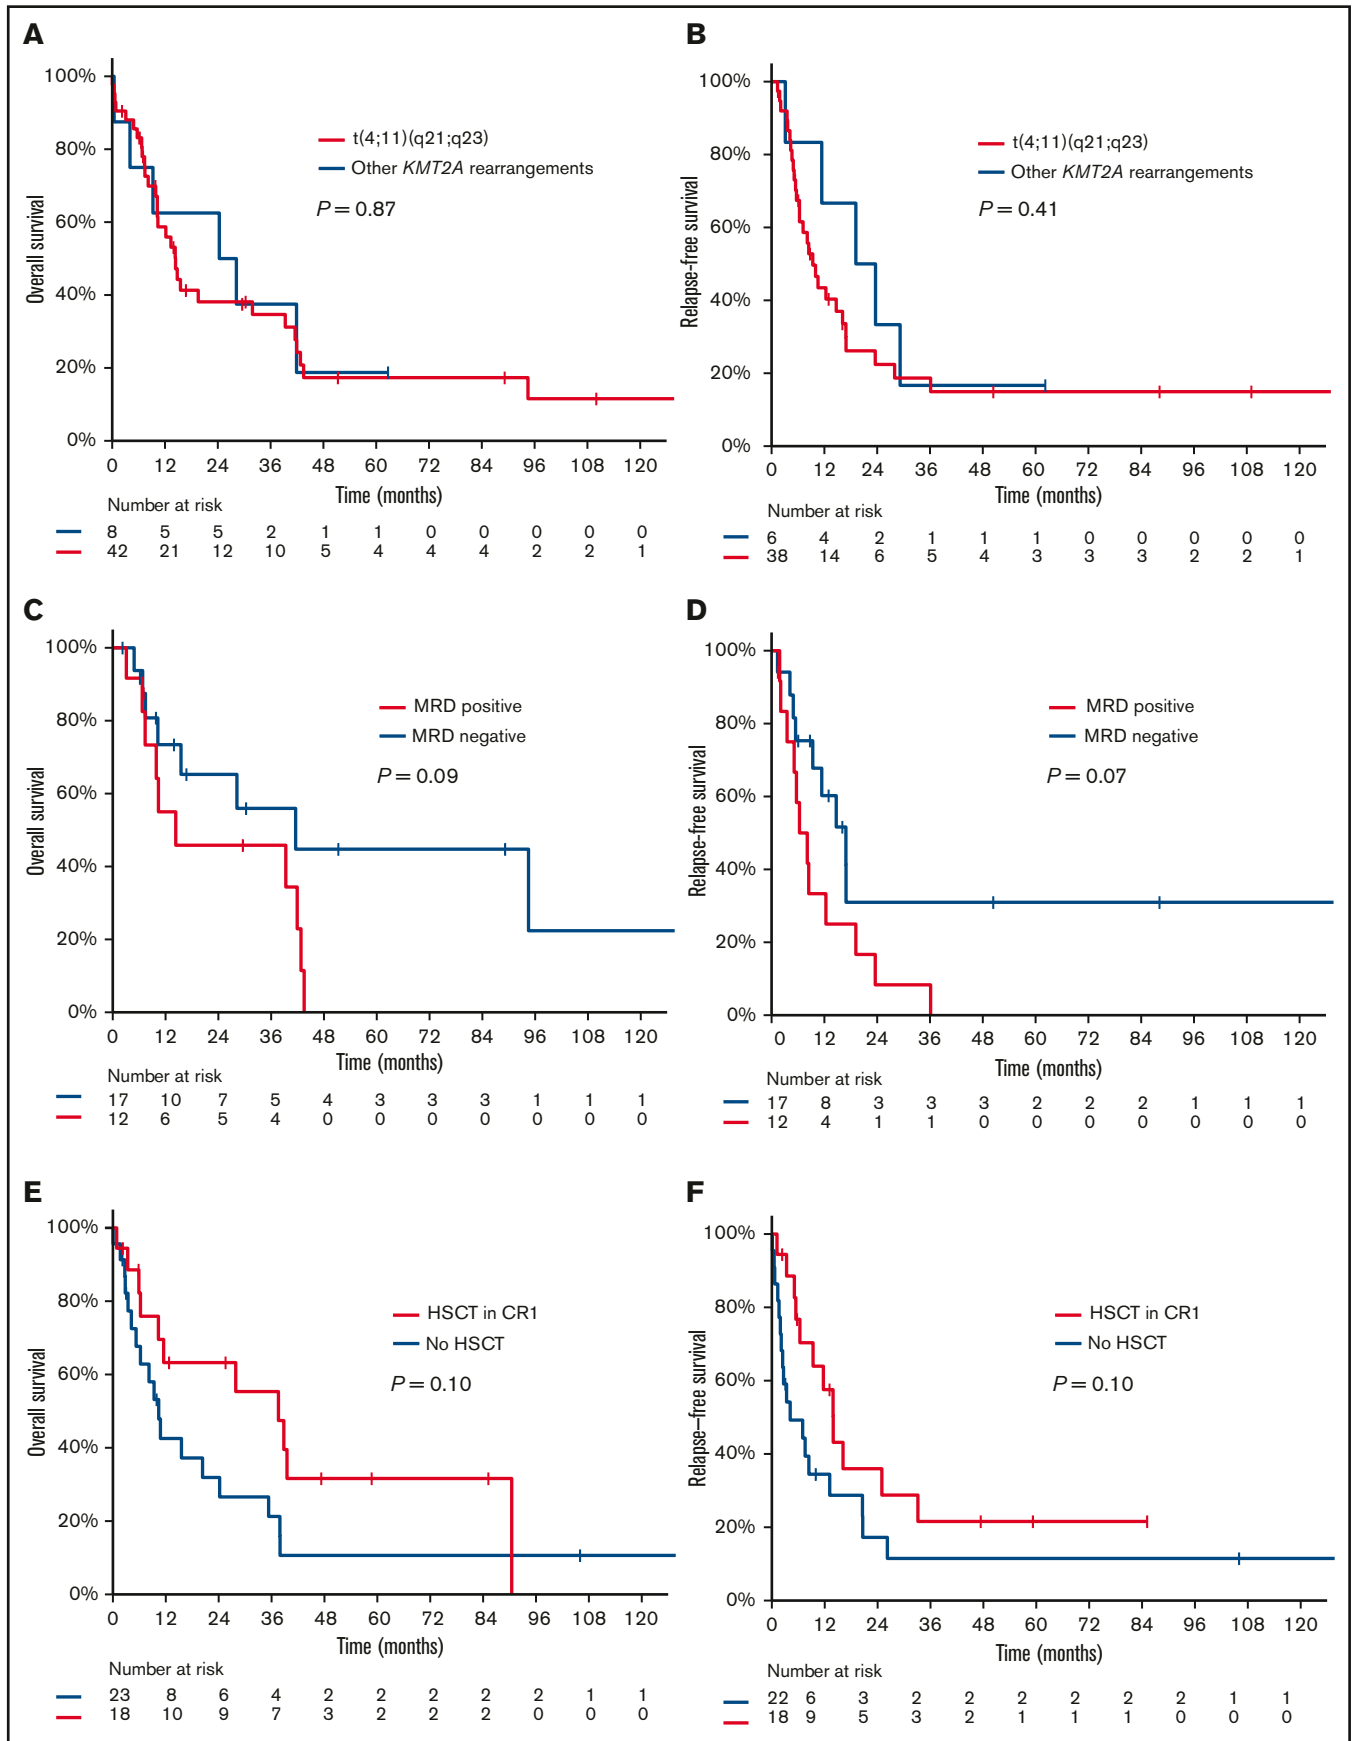 A
Overall survival
100%
80%
60%
40%
20%
0%
t(4;11)(q21;q23)
Other KMT2A rearrangements
P = 0.87
0 12 24 36 48 60 72 84 96 108 120
Time (months)
Number at risk
8 5 5 2 1 1 0 0 0 0 0
42 21 12 10 5 4 4 4 2 2 1
B
Relapse-free survival
100%
80%
60%
40%
20%
0%
t(4;11)(q21;q23)
Other KMT2A rearrangements
P = 0.41
0 12 24 36 48 60 72 84 96 108 120
Time (months)
Number at risk
6 4 2 1 1 1 0 0 0 0 0
38 14 6 5 4 3 3 3 2 2 1
C
Overall survival
100%
80%
60%
40%
20%
0%
MRD positive
MRD negative
P = 0.09
0 12 24 36 48 60 72 84 96 108 120
Time (months)
Number at risk
17 10 7 5 4 3 3 3 1 1 1
12 6 5 4 0 0 0 0 0 0 0
D
Relapse-free survival
100%
80%
60%
40%
20%
0%
MRD positive
MRD negative
P = 0.07
0 12 24 36 48 60 72 84 96 108 120
Time (months)
Number at risk
17 8 3 3 3 2 2 2 1 1 1
12 4 1 1 0 0 0 0 0 0 0
E
Overall survival
100%
80%
60%
40%
20%
0%
HSCT in CR1
No HSCT
P = 0.10
0 12 24 36 48 60 72 84 96 108 120
Time (months)
Number at risk
23 8 6 4 2 2 2 2 2 1 1
18 10 9 7 3 2 2 2 0 0 0
F
Relapse–free survival
100%
80%
60%
40%
20%
0%
HSCT in CR1
No HSCT
P = 0.10
0 12 24 36 48 60 72 84 96 108 120
Time (months)
Number at risk
22 6 3 2 2 2 2 2 2 1 1
18 9 5 3 2 1 1 1 0 0 0